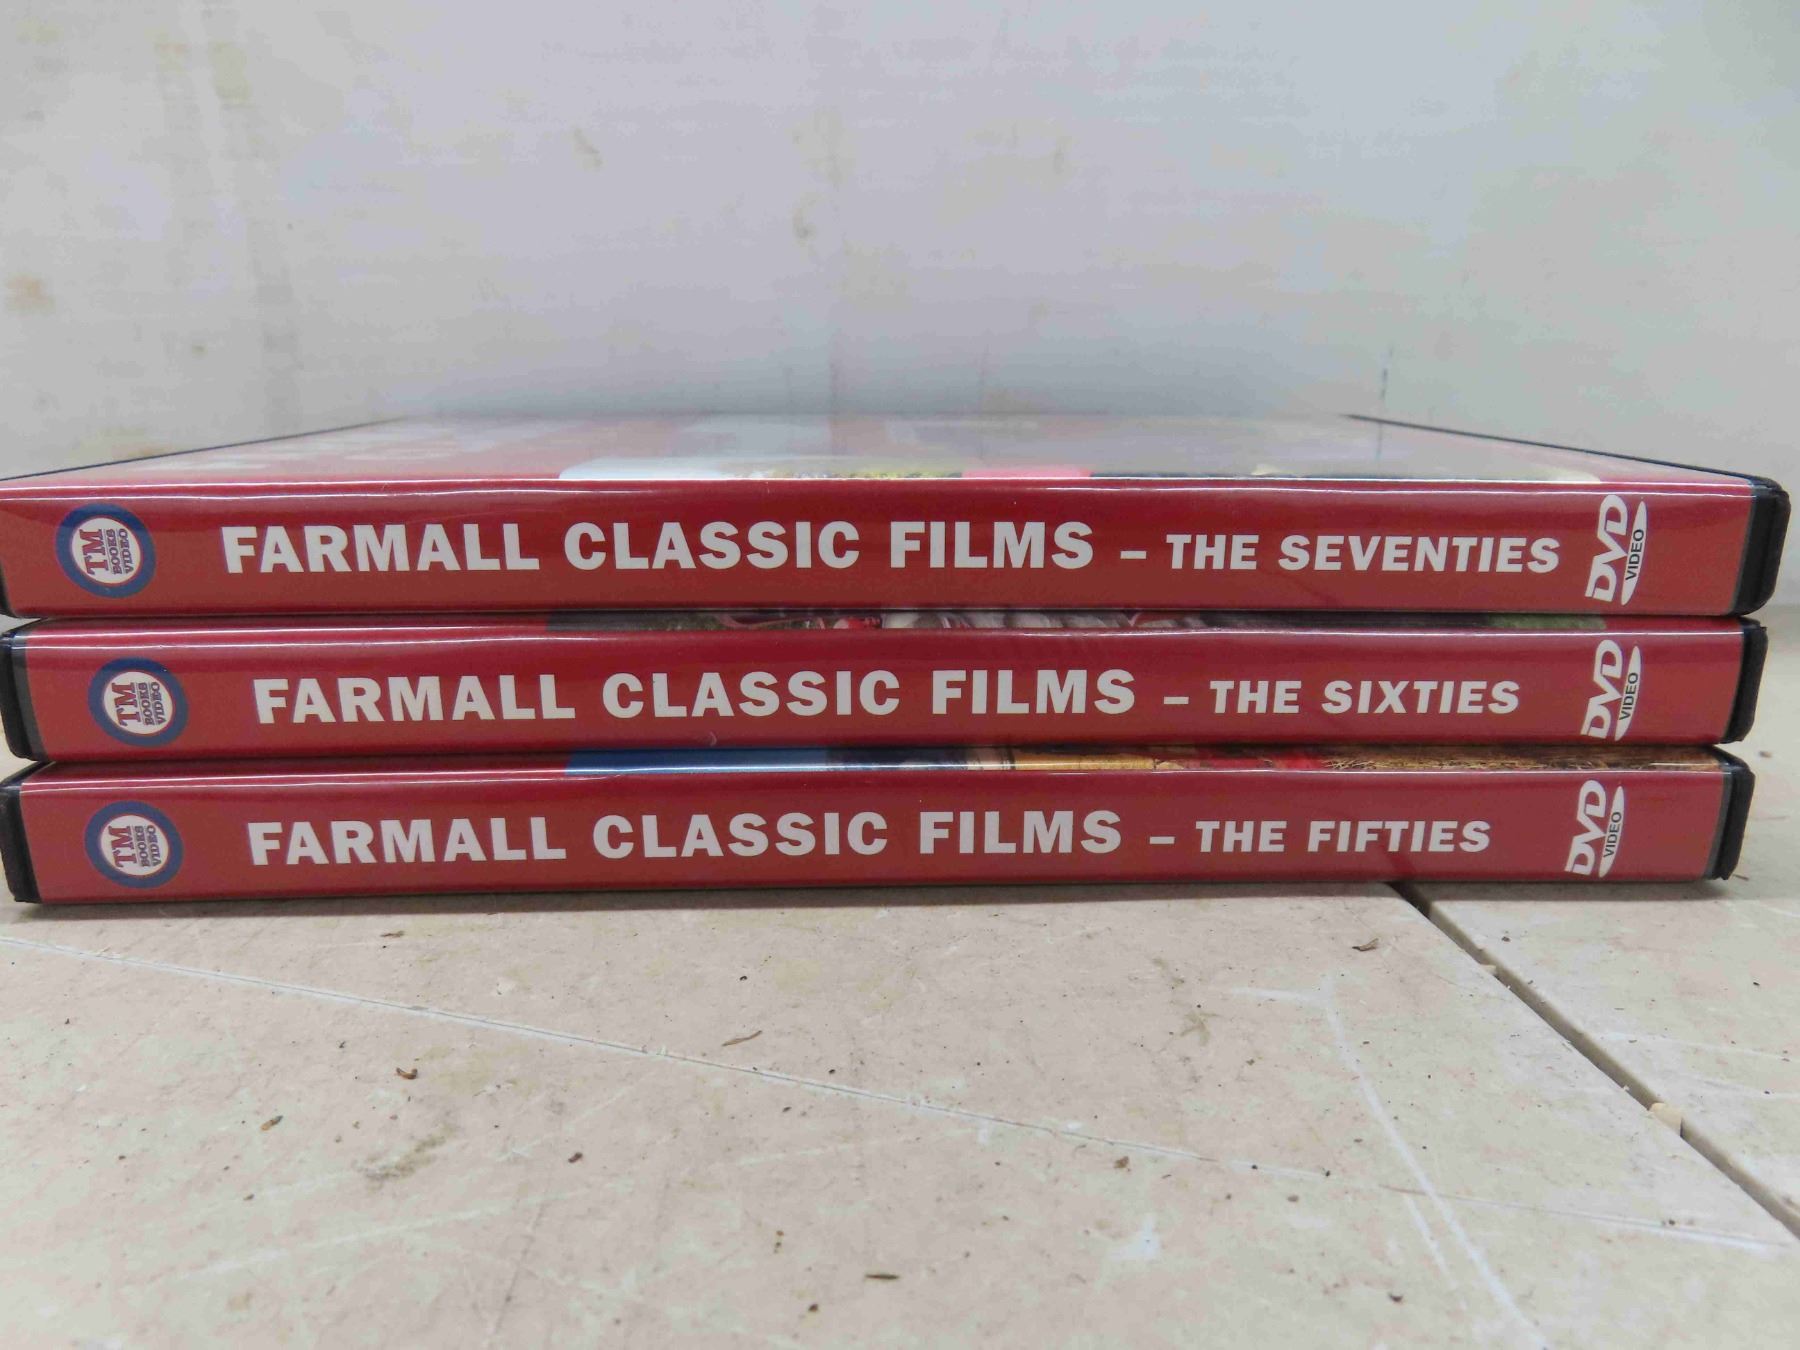 TM BOOKS VIDEO FARMALL CLASSIC FILMS – THE SEVENTIES DVD VIDEO
TM BOOKS VIDEO FARMALL CLASSIC FILMS – THE SIXTIES DVD VIDEO
TM BOOKS VIDEO FARMALL CLASSIC FILMS – THE FIFTIES DVD VIDEO